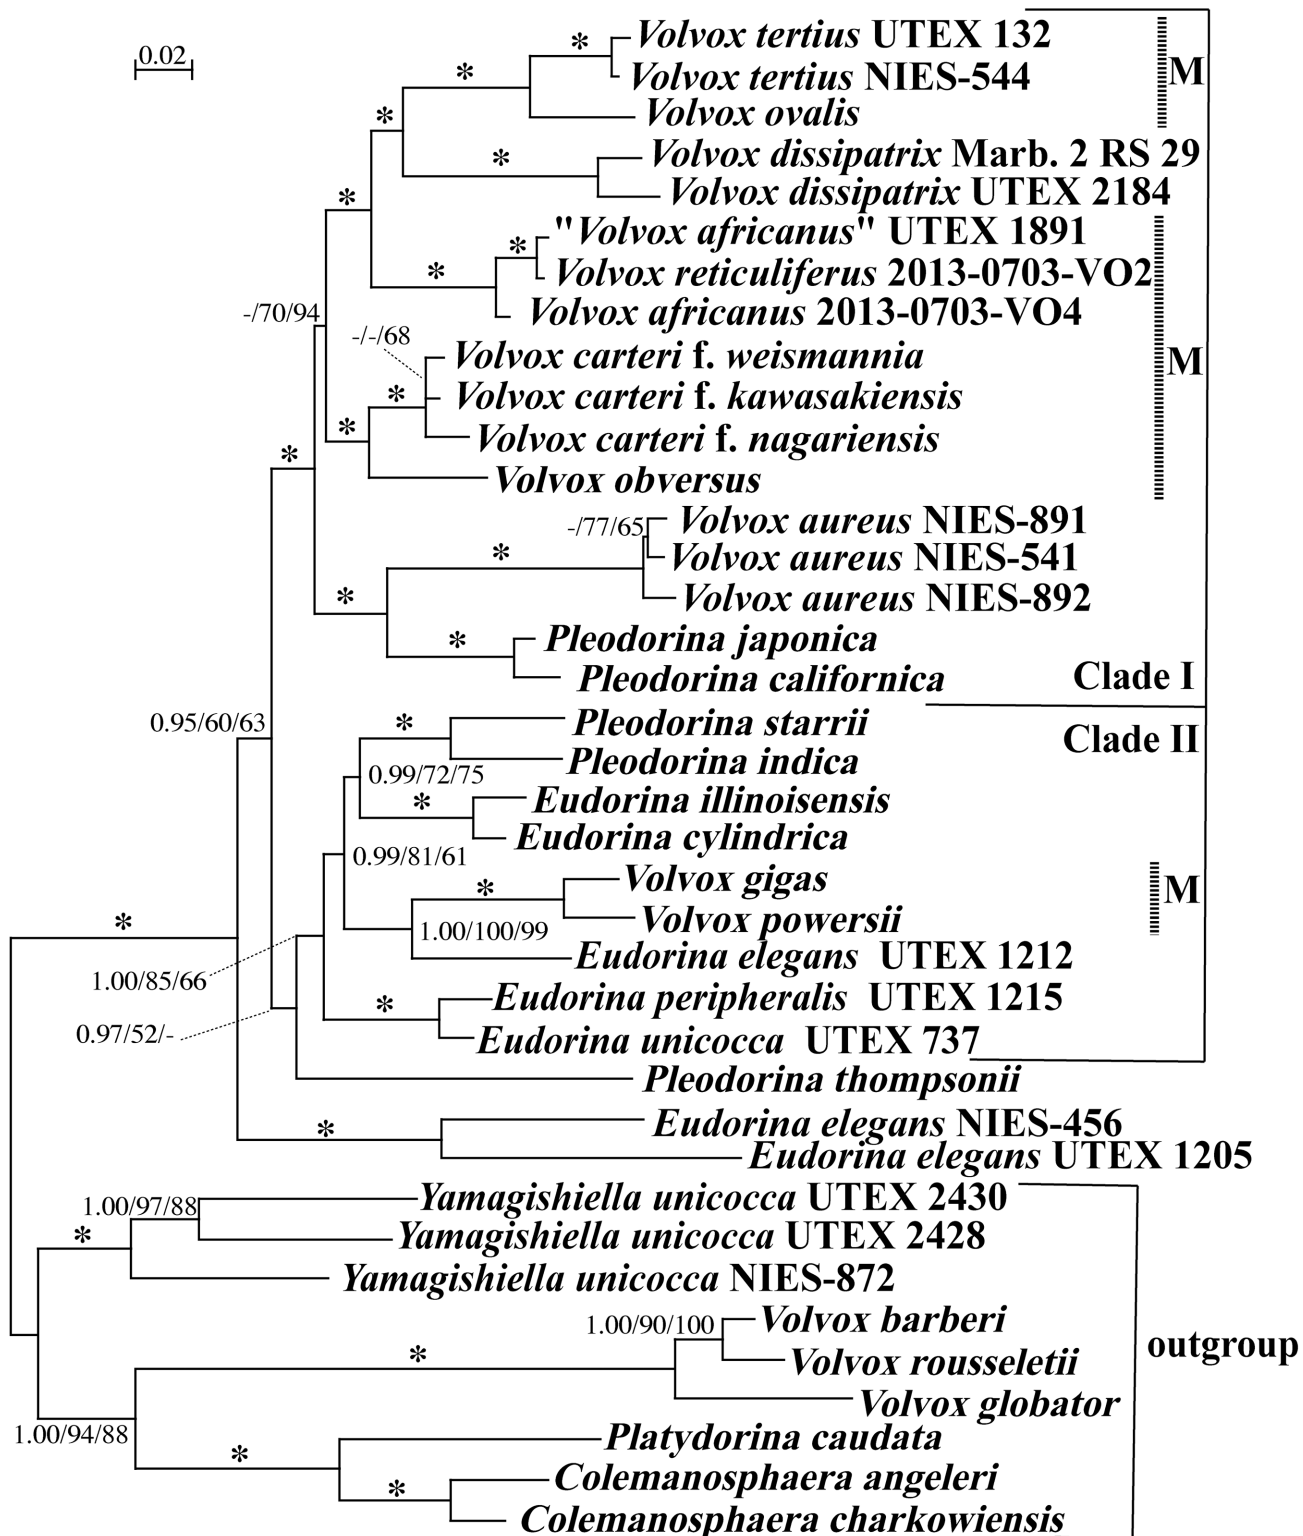 0.02
*
Volvox tertius UTEX 132
*
Volvox tertius NIES-544
M
*
Volvox ovalis
*
Volvox dissipatrix Marb. 2 RS 29
*
Volvox dissipatrix UTEX 2184
*
"Volvox africanus" UTEX 1891
*
Volvox reticuliferus 2013-0703-VO2
-/70/94
Volvox africanus 2013-0703-VO4
-/-/68
Volvox carteri f. weismannia
M
*
Volvox carteri f. kawasakiensis
*
Volvox carteri f. nagariensis
*
Volvox obversus
-/77/65
Volvox aureus NIES-891
*
Volvox aureus NIES-541
*
Volvox aureus NIES-892
*
Pleodorina japonica
Pleodorina californica
Clade I
0.95/60/63
*
Pleodorina starrii
Clade II
0.99/72/75
Pleodorina indica
*
Eudorina illinoisensis
Eudorina cylindrica
0.99/81/61
*
Volvox gigas
M
*
Volvox powersii
1.00/100/99
Eudorina elegans UTEX 1212
1.00/85/66
*
Eudorina peripheralis UTEX 1215
0.97/52/-
Eudorina unicocca UTEX 737
Pleodorina thompsonii
*
Eudorina elegans NIES-456
Eudorina elegans UTEX 1205
1.00/97/88
Yamagishiella unicocca UTEX 2430
*
Yamagishiella unicocca UTEX 2428
Yamagishiella unicocca NIES-872
1.00/90/100
Volvox barberi
*
Volvox rousseletii
outgroup
Volvox globator
1.00/94/88
*
Platydorina caudata
*
Colemanosphaera angeleri
Colemanosphaera charkowiensis